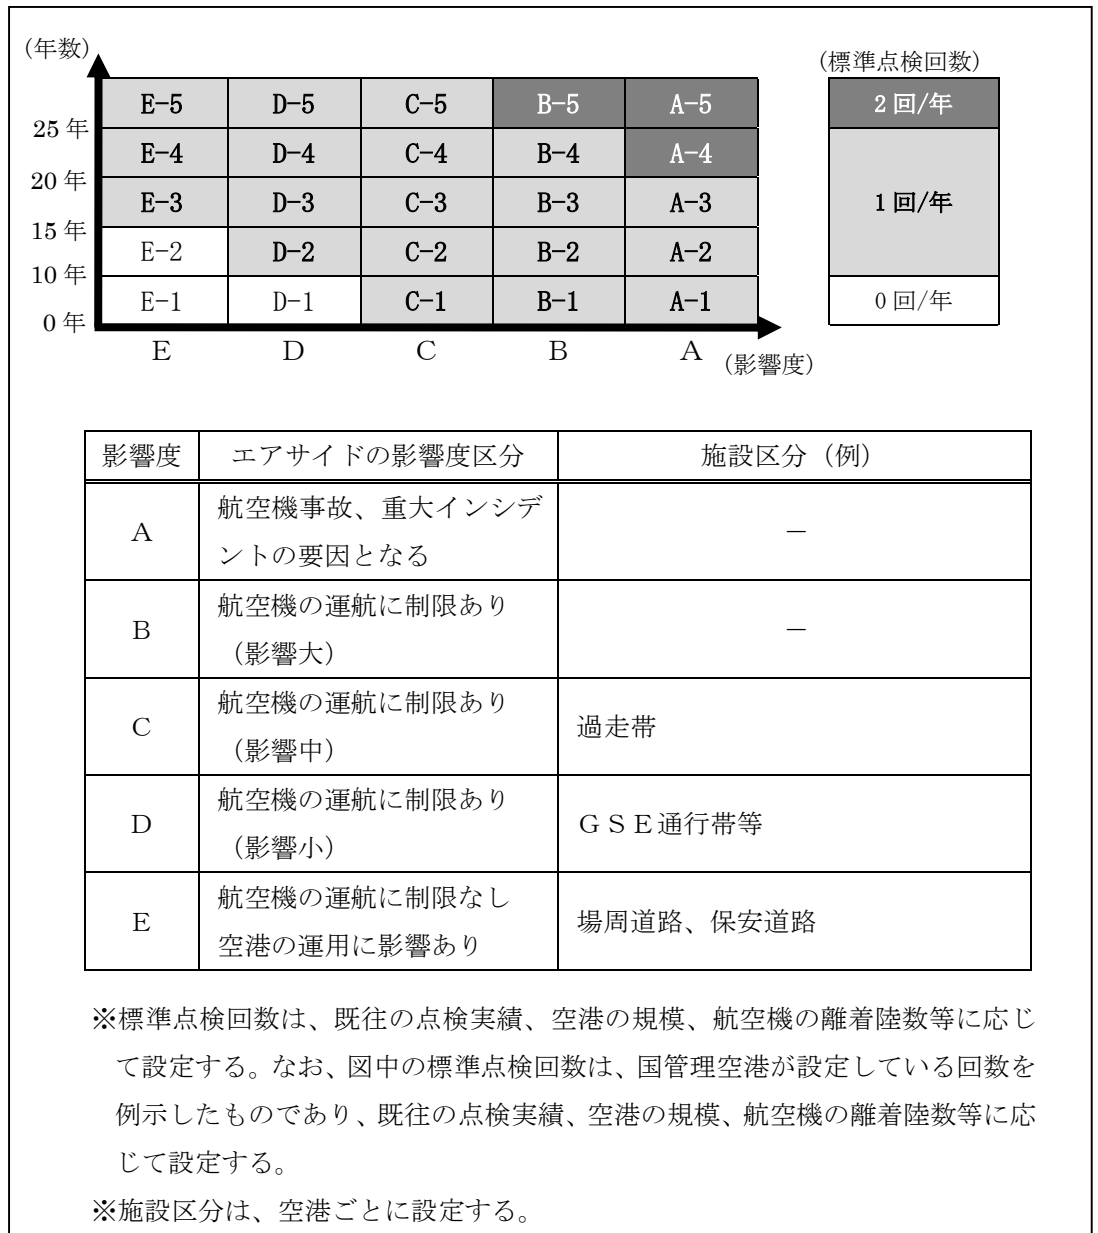 (年数)
(標準点検回数)
E-5 D-5 C-5 B-5 A-5 2回/年
25年
E-4 D-4 C-4 B-4 A-4
20年
E-3 D-3 C-3 B-3 A-3 1回/年
15年
E-2 D-2 C-2 B-2 A-2
10年
E-1 D-1 C-1 B-1 A-1 0回/年
0年
E D C B A (影響度)
影響度 エアサイドの影響度区分 施設区分(例)
A 航空機事故、重大インシデ
ントの要因となる −
B 航空機の運航に制限あり
(影響大) −
C 航空機の運航に制限あり
(影響中) 過走帯
D 航空機の運航に制限あり
(影響小) GSE通行帯等
E 航空機の運航に制限なし
空港の運用に影響あり 場周道路、保安道路
※標準点検回数は、既往の点検実績、空港の規模、航空機の離着陸数等に応じ
て設定する。なお、図中の標準点検回数は、国管理空港が設定している回数を
例示したものであり、既往の点検実績、空港の規模、航空機の離着陸数等に応
じて設定する。
※施設区分は、空港ごとに設定する。